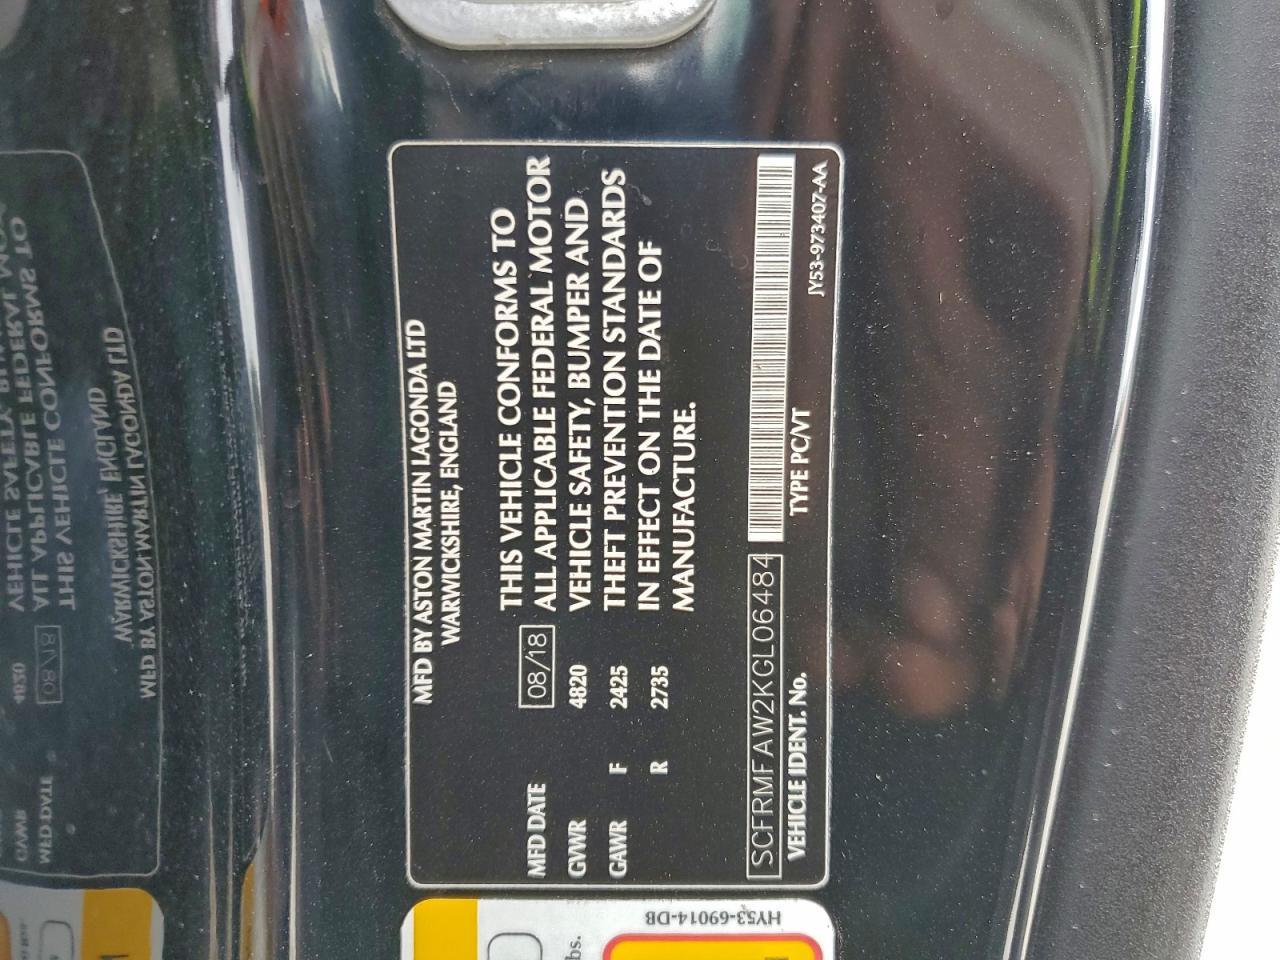 MFD BY ASTON MARTIN LAGONDA LTD
WARWICKSHIRE, ENGLAND
MFD DATE 08/18
GVWR 4820
GAWR F 2425
R 2735
THIS VEHICLE CONFORMS TO
ALL APPLICABLE FEDERAL MOTOR
VEHICLE SAFETY, BUMPER AND
THEFT PREVENTION STANDARDS
IN EFFECT ON THE DATE OF
MANUFACTURE.
SCFRMFAW2KGL06484
VEHICLE IDENT. No. TYPE PC/VT
JY53-973407-AA
HY53-69014-DB
bs.